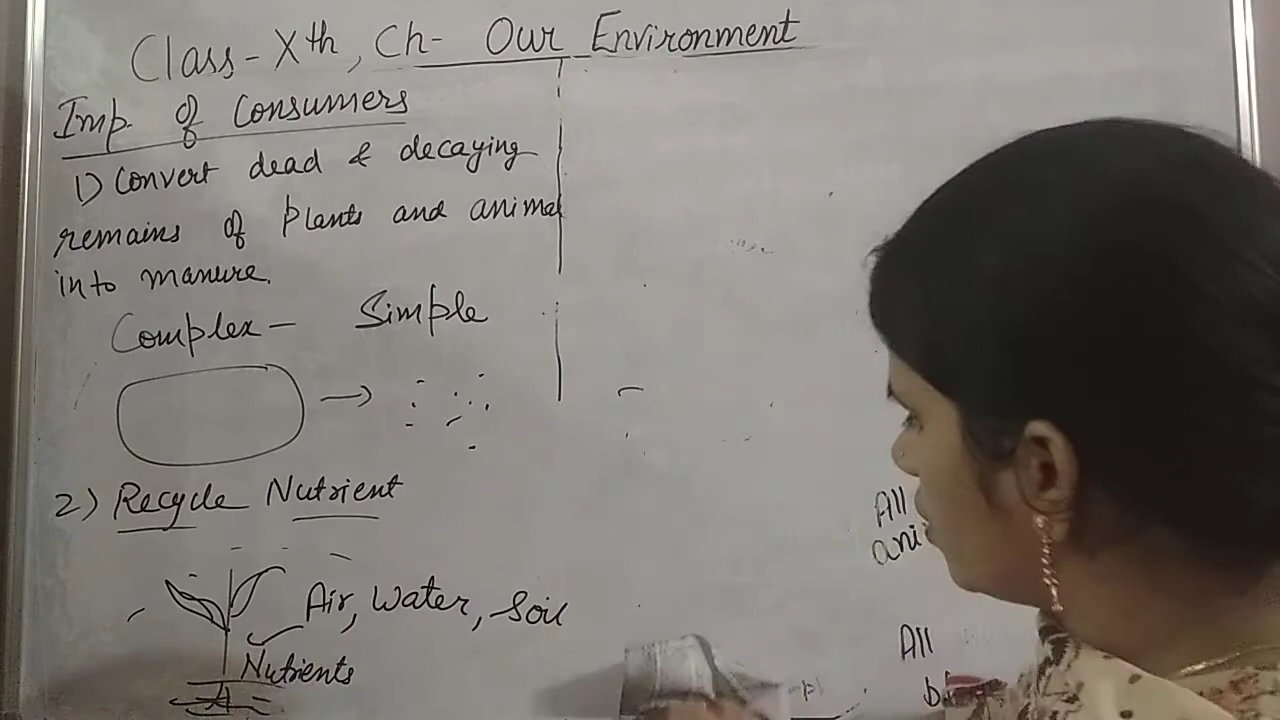 Class-Xth, Ch- Our Environment
Imp. of Consumers
1) Convert dead & decaying
remains of plants and animal
into manure.
Complex - Simple
2) Recycle Nutrient
Air, Water, Soil
Nutrients
All
ani
All